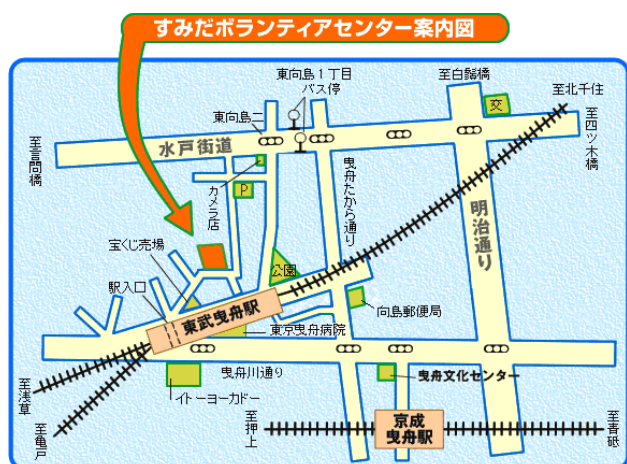 すみだボランティアセンター案内図
東向島1丁目
バス停
至白鬚橋
至北千住
交
東向島二
至四ツ木橋
水戸街道
至言問橋
カメラ店
P
曳舟たから通り
明治通り
宝くじ売場
公園
駅入口
東武曳舟駅
向島郵便局
東京曳舟病院
曳舟川通り
イトーヨーカドー
曳舟文化センター
至浅草
至亀戸
至押上
京成
曳舟駅
至青砥